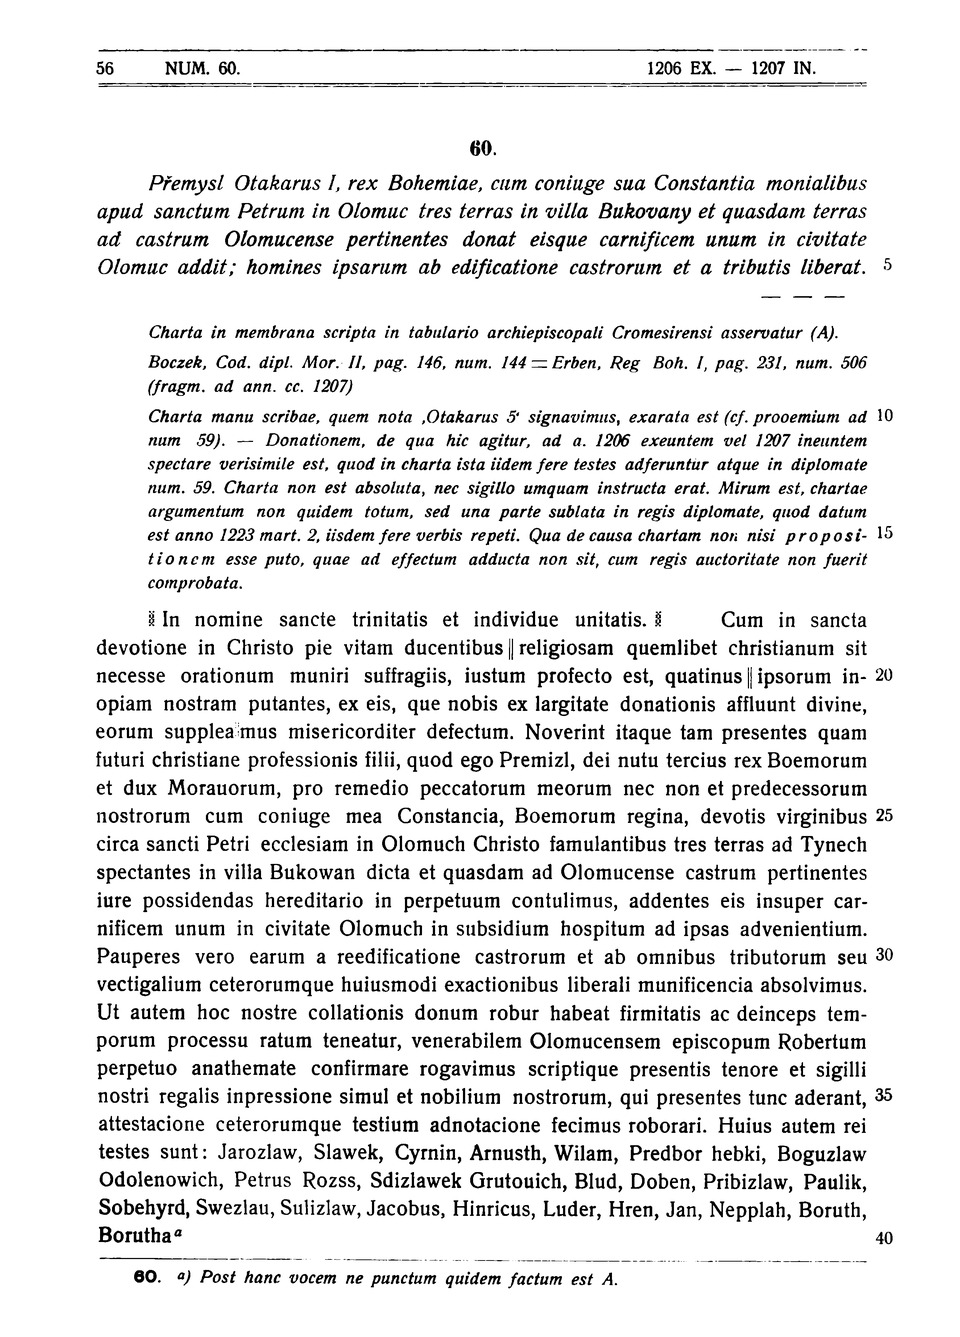 56 NUM. 60. 1206 EX. — 1207 IN.
60.
Přemysl Otakarus I, rex Bohemiae, cum coniuge sua Constantia monialibus
apud sanctum Petrum in Olomuc tres terras in villa Bukovany et quasdam terras
ad castrum Olomucense pertinentes donat eisque carnificem unum in civitate
Olomuc addit; homines ipsarum ab edificatione castrorum et a tributis liberat. 5
— — —
Charta in membrana scripta in tabulario archiepiscopali Cromesirensi asservatur (A).
Boczek, Cod. dipl. Mor. II, pag. 146, num. 144 = Erben, Reg Boh. I, pag. 231, num. 506
(fragm. ad ann. cc. 1207)
Charta manu scribae, quem nota ‚Otakarus 5‘ signavimus, exarata est (cf. prooemium ad 10
num 59). — Donationem, de qua hic agitur, ad a. 1206 exeuntem vel 1207 ineuntem
spectare verisimile est, quod in charta ista iidem fere testes adferuntur atque in diplomate
num. 59. Charta non est absoluta, nec sigillo umquam instructa erat. Mirum est, chartae
argumentum non quidem totum, sed una parte sublata in regis diplomate, quod datum
est anno 1223 mart. 2, iisdem fere verbis repeti. Qua de causa chartam non nisi proposi- 15
tionem esse puto, quae ad effectum adducta non sit, cum regis auctoritate non fuerit
comprobata.
In nomine sancte trinitatis et individue unitatis. Cum in sancta
devotione in Christo pie vitam ducentibus || religiosam quemlibet christianum sit
necesse orationum muniri suffragiis, iustum profecto est, quatinus || ipsorum in- 20
opiam nostram putantes, ex eis, que nobis ex largitate donationis affluunt divine,
eorum suppleamus misericorditer defectum. Noverint itaque tam presentes quam
futuri christiane professionis filii, quod ego Premizl, dei nutu tercius rex Boemorum
et dux Morauorum, pro remedio peccatorum meorum nec non et predecessorum
nostrorum cum coniuge mea Constancia, Boemorum regina, devotis virginibus 25
circa sancti Petri ecclesiam in Olomuch Christo famulantibus tres terras ad Tynech
spectantes in villa Bukowan dicta et quasdam ad Olomucense castrum pertinentes
iure possidendas hereditario in perpetuum contulimus, addentes eis insuper car-
nificem unum in civitate Olomuch in subsidium hospitum ad ipsas advenientium.
Pauperes vero earum a reedificatione castrorum et ab omnibus tributorum seu 30
vectigalium ceterorumque huiusmodi exactionibus liberali munificencia absolvimus.
Ut autem hoc nostre collationis donum robur habeat firmitatis ac deinceps tem-
porum processu ratum teneatur, venerabilem Olomucensem episcopum Robertum
perpetuo anathemate confirmare rogavimus scriptique presentis tenore et sigilli
nostri regalis inpressione simul et nobilium nostrorum, qui presentes tunc aderant, 35
attestacione ceterorumque testium adnotacione fecimus roborari. Huius autem rei
testes sunt: Jarozlaw, Slawek, Cyrnin, Arnusth, Wilam, Predbor hebki, Boguzlaw
Odolenowich, Petrus Rozss, Sdizlawek Grutouich, Blud, Doben, Pribizlaw, Paulik,
Sobehyrd, Swezlau, Sulizlaw, Jacobus, Hinricus, Luder, Hren, Jan, Nepplah, Boruth,
Borutha a 40
60. a) Post hanc vocem ne punctum quidem factum est A.